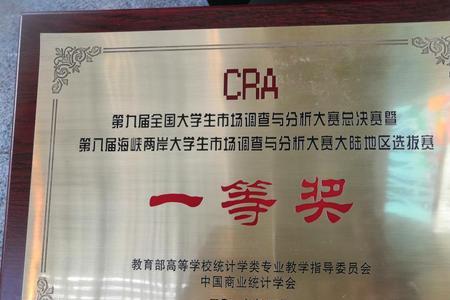 CRA
第九届全国大学生市场调查与分析大赛总决赛暨
第八届海峡两岸大学生市场调查与分析大赛大陆地区选拔赛
一等奖
教育部高等学校统计学类专业教学指导委员会
中国商业统计学会